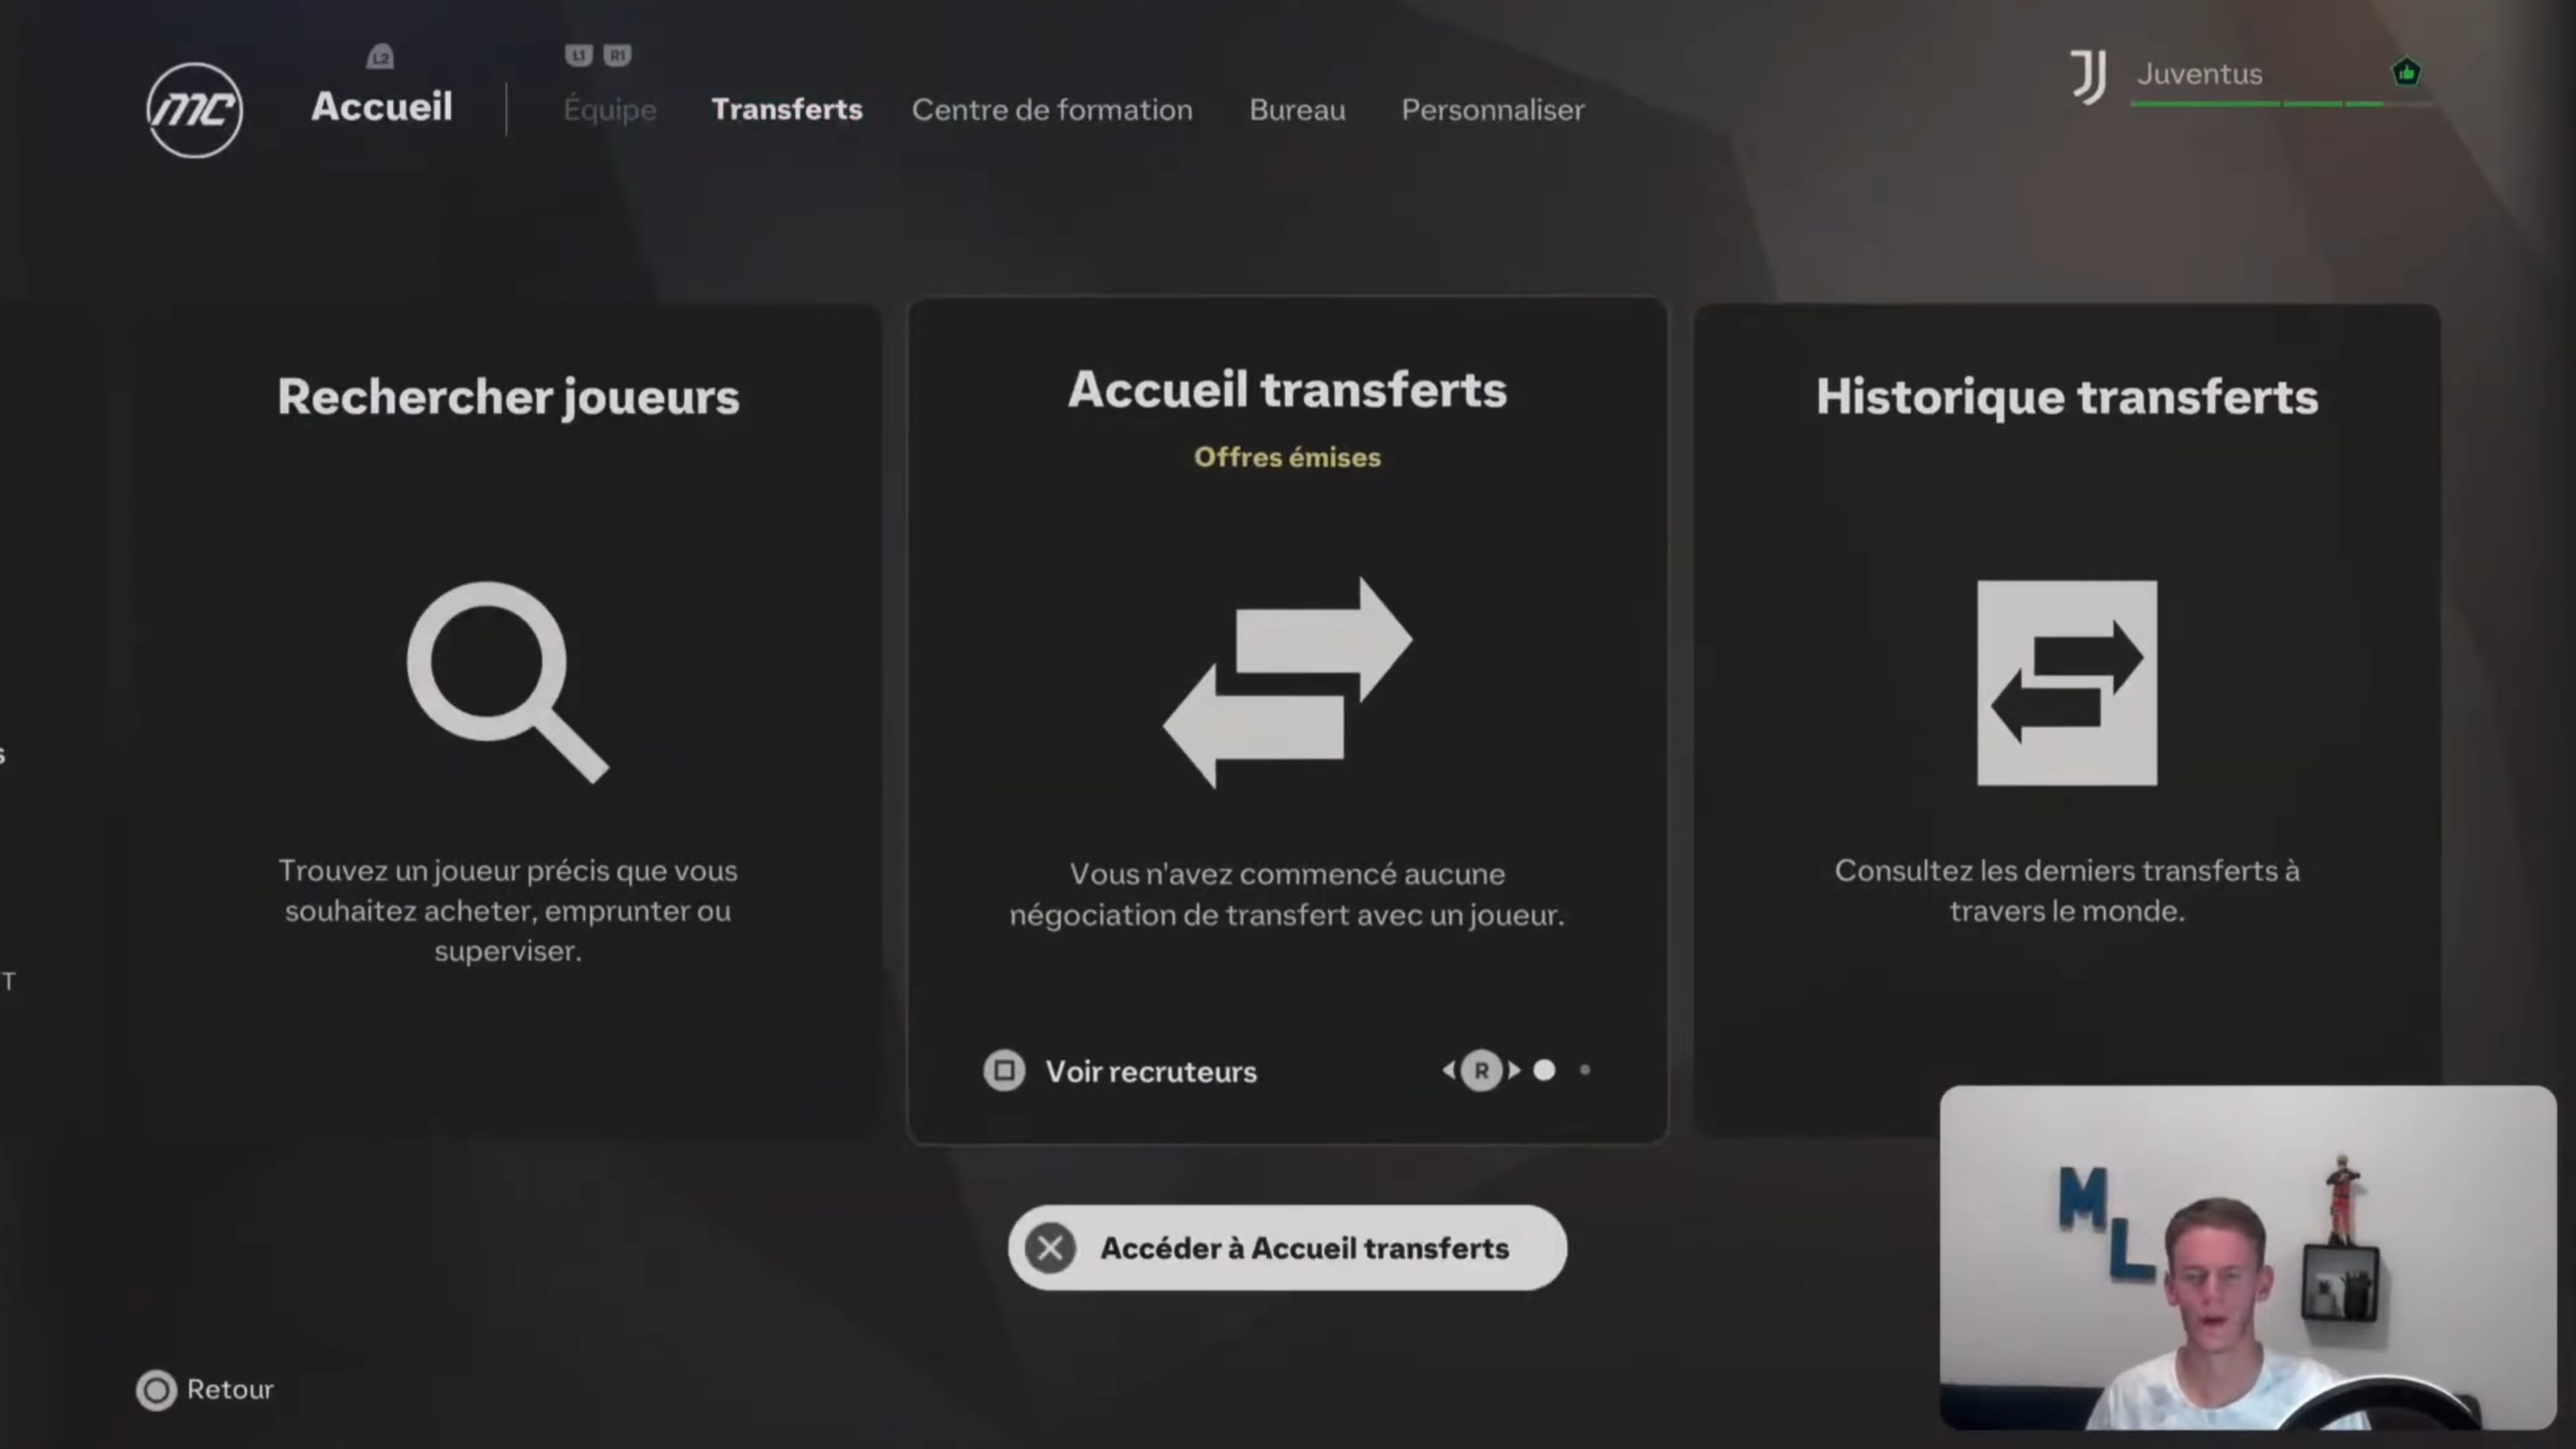 L2
L1 R1
MC
Accueil
Équipe
Transferts
Centre de formation
Bureau
Personnaliser
Juventus
Rechercher joueurs
Trouvez un joueur précis que vous
souhaitez acheter, emprunter ou
superviser.
Accueil transferts
Offres émises
Vous n'avez commencé aucune
négociation de transfert avec un joueur.
Voir recruteurs
R
Historique transferts
Consultez les derniers transferts à
travers le monde.
s
T
Accéder à Accueil transferts
Retour
M
L